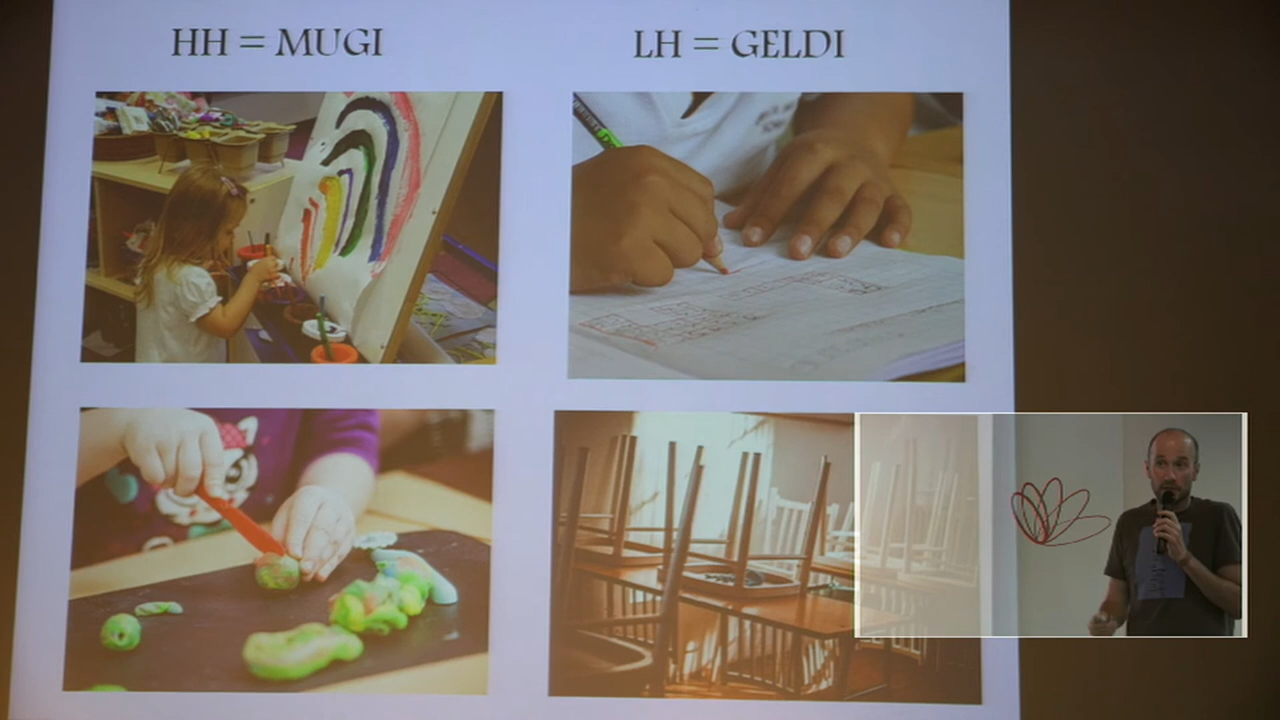 HH = MUGI
LH = GELDI